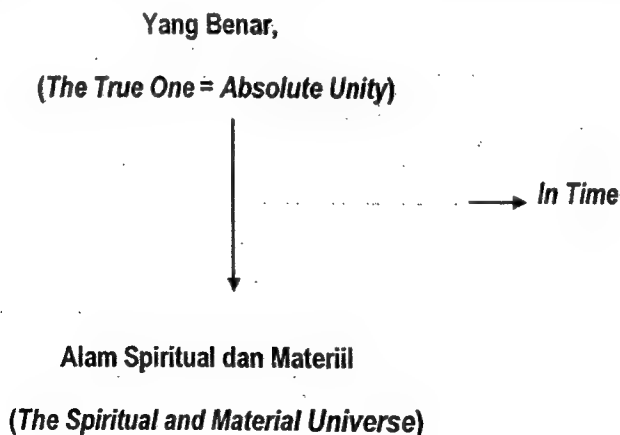 Yang Benar,
(The True One = Absolute Unity)
In Time
Alam Spiritual dan Materiil
(The Spiritual and Material Universe)